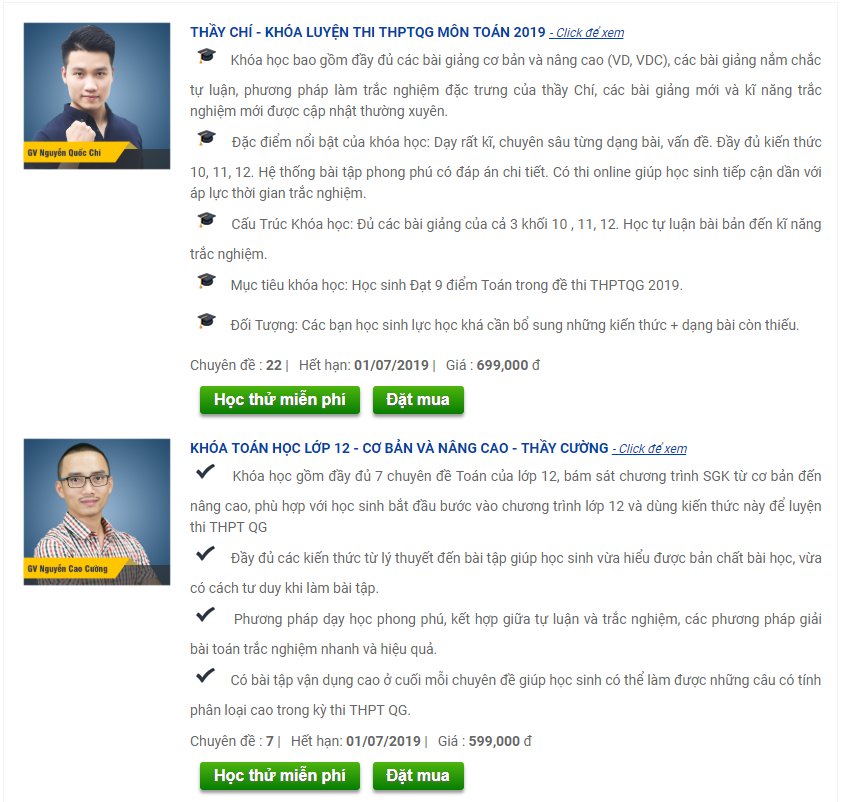 THẦY CHÍ - KHÓA LUYỆN THI THPTQG MÔN TOÁN 2019 - Click để xem
Khóa học bao gồm đầy đủ các bài giảng cơ bản và nâng cao (VD, VDC), các bài giảng nắm chắc
tự luận, phương pháp làm trắc nghiệm đặc trưng của thầy Chí, các bài giảng mới và kĩ năng trắc
nghiệm mới được cập nhật thường xuyên.
GV Nguyễn Quốc Chí
Đặc điểm nổi bật của khóa học: Dạy rất kĩ, chuyên sâu từng dạng bài, vấn đề. Đầy đủ kiến thức
10, 11, 12. Hệ thống bài tập phong phú có đáp án chi tiết. Có thi online giúp học sinh tiếp cận dần với
áp lực thời gian trắc nghiệm.
Cấu Trúc Khóa học: Đủ các bài giảng của cả 3 khối 10 , 11, 12. Học tự luận bài bản đến kĩ năng
trắc nghiệm.
Mục tiêu khóa học: Học sinh Đạt 9 điểm Toán trong đề thi THPTQG 2019.
Đối Tượng: Các bạn học sinh lực học khá cần bổ sung những kiến thức + dạng bài còn thiếu.
Chuyên đề : 22 | Hết hạn: 01/07/2019 | Giá : 699,000 đ
Học thử miễn phí Đặt mua
KHÓA TOÁN HỌC LỚP 12 - CƠ BẢN VÀ NÂNG CAO - THẦY CƯỜNG - Click để xem
Khóa học gồm đầy đủ 7 chuyên đề Toán của lớp 12, bám sát chương trình SGK từ cơ bản đến
nâng cao, phù hợp với học sinh bắt đầu bước vào chương trình lớp 12 và dùng kiến thức này để luyện
thi THPT QG
GV Nguyễn Cao Cường
Đầy đủ các kiến thức từ lý thuyết đến bài tập giúp học sinh vừa hiểu được bản chất bài học, vừa
có cách tư duy khi làm bài tập.
Phương pháp dạy học phong phú, kết hợp giữa tự luận và trắc nghiệm, các phương pháp giải
bài toán trắc nghiệm nhanh và hiệu quả.
Có bài tập vận dụng cao ở cuối mỗi chuyên đề giúp học sinh có thể làm được những câu có tính
phân loại cao trong kỳ thi THPT QG.
Chuyên đề : 7 | Hết hạn: 01/07/2019 | Giá : 599,000 đ
Học thử miễn phí Đặt mua